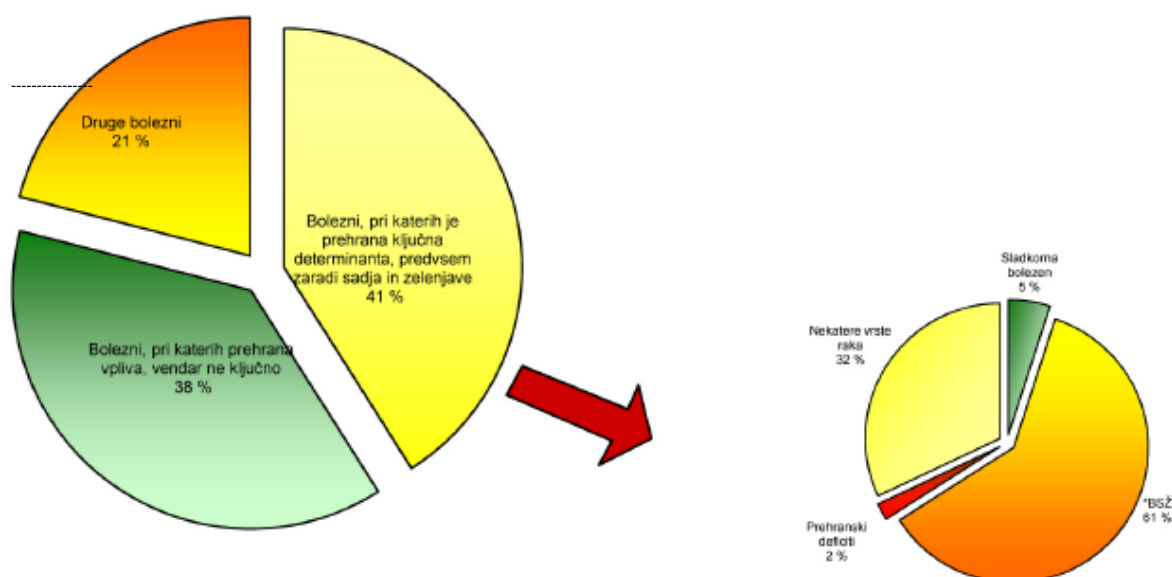 Druge bolezni
21 %
Bolezni, pri katerih je
prehrana ključna
determinanta, predvsem
zaradi sadja in zelenjave
41 %
Bolezni, pri katerih prehrana
vpliva, vendar ne ključno
38 %
Sladkorna
bolezen
5 %
Nekatere vrste
raka
32 %
Prehranski
deficiti
2 %
*BSŽ
61 %